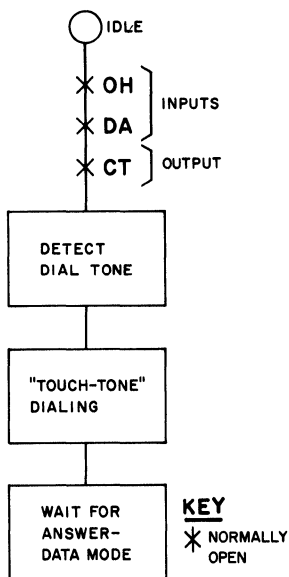 IDLE
OH
DA
INPUTS
CT
OUTPUT
DETECT
DIAL TONE
"TOUCH-TONE"
DIALING
WAIT FOR
ANSWER-
DATA MODE
KEY
NORMALLY
OPEN